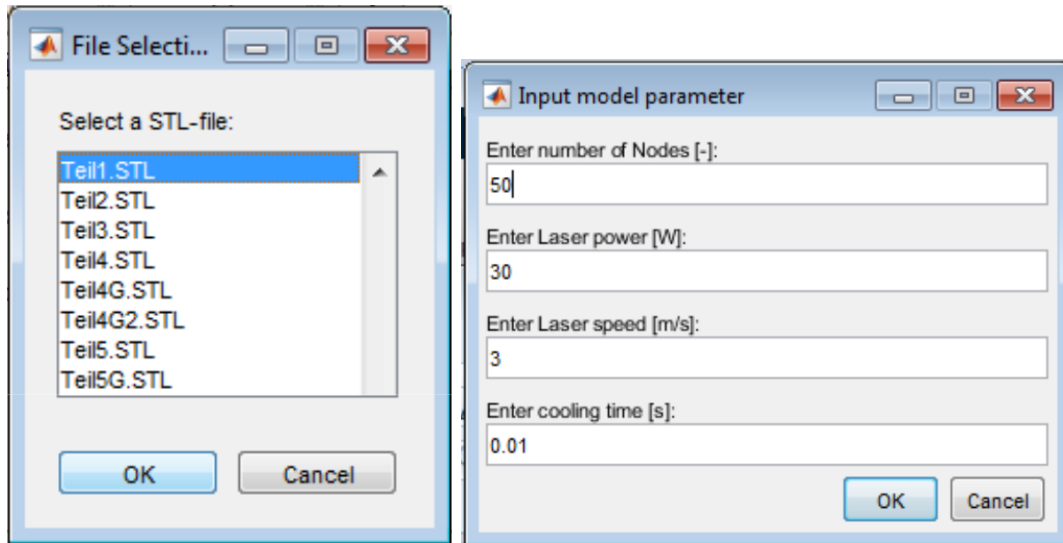 File Selecti...
Select a STL-file:
Teil1.STL
Teil2.STL
Teil3.STL
Teil4.STL
Teil4G.STL
Teil4G2.STL
Teil5.STL
Teil5G.STL
OK Cancel
Input model parameter
Enter number of Nodes [-]:
50
Enter Laser power [W]:
30
Enter Laser speed [m/s]:
3
Enter cooling time [s]:
0.01
OK Cancel